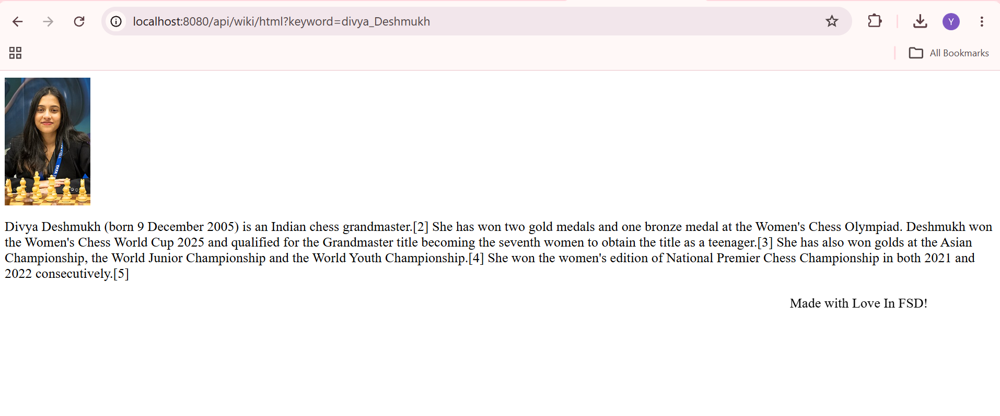 localhost:8080/api/wiki/html?keyword=divya_Deshmukh
Y
All Bookmarks
TATA S
Divya Deshmukh (born 9 December 2005) is an Indian chess grandmaster.[2] She has won two gold medals and one bronze medal at the Women's Chess Olympiad. Deshmukh won
the Women's Chess World Cup 2025 and qualified for the Grandmaster title becoming the seventh women to obtain the title as a teenager.[3] She has also won golds at the Asian
Championship, the World Junior Championship and the World Youth Championship.[4] She won the women's edition of National Premier Chess Championship in both 2021 and
2022 consecutively.[5]
Made with Love In FSD!